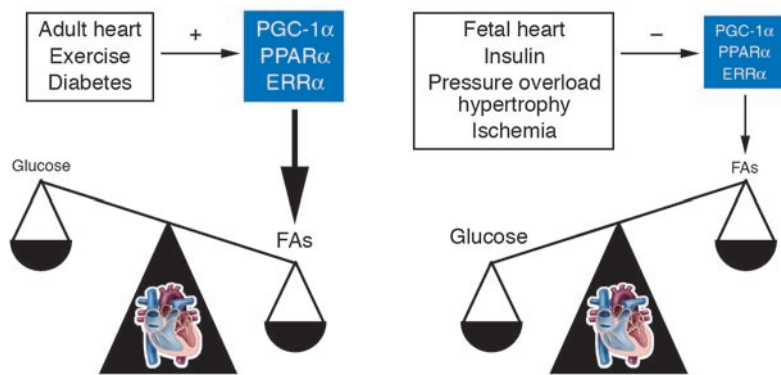 Adult heart
Exercise
Diabetes
+
PGC-1α
PPARα
ERRα
Glucose
FAs
Fetal heart
Insulin
Pressure overload
hypertrophy
Ischemia
−
PGC-1α
PPARα
ERRα
FAs
Glucose